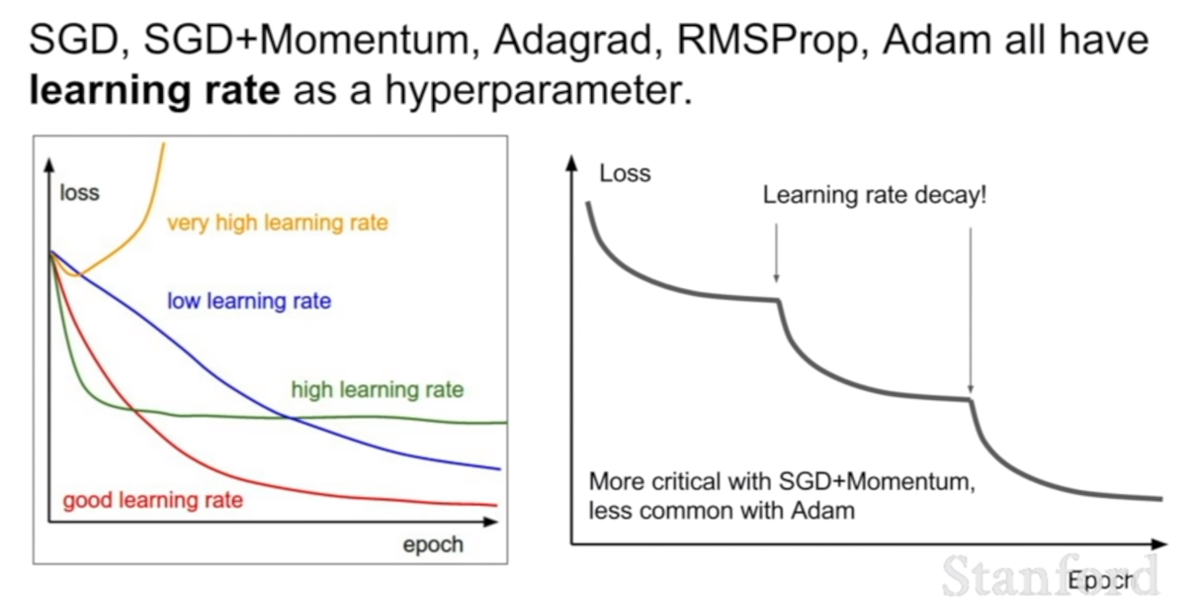 SGD, SGD+Momentum, Adagrad, RMSProp, Adam all have
learning rate as a hyperparameter.
loss
very high learning rate
low learning rate
high learning rate
good learning rate
epoch
Loss
Learning rate decay!
More critical with SGD+Momentum,
less common with Adam
Epoch
Stanford